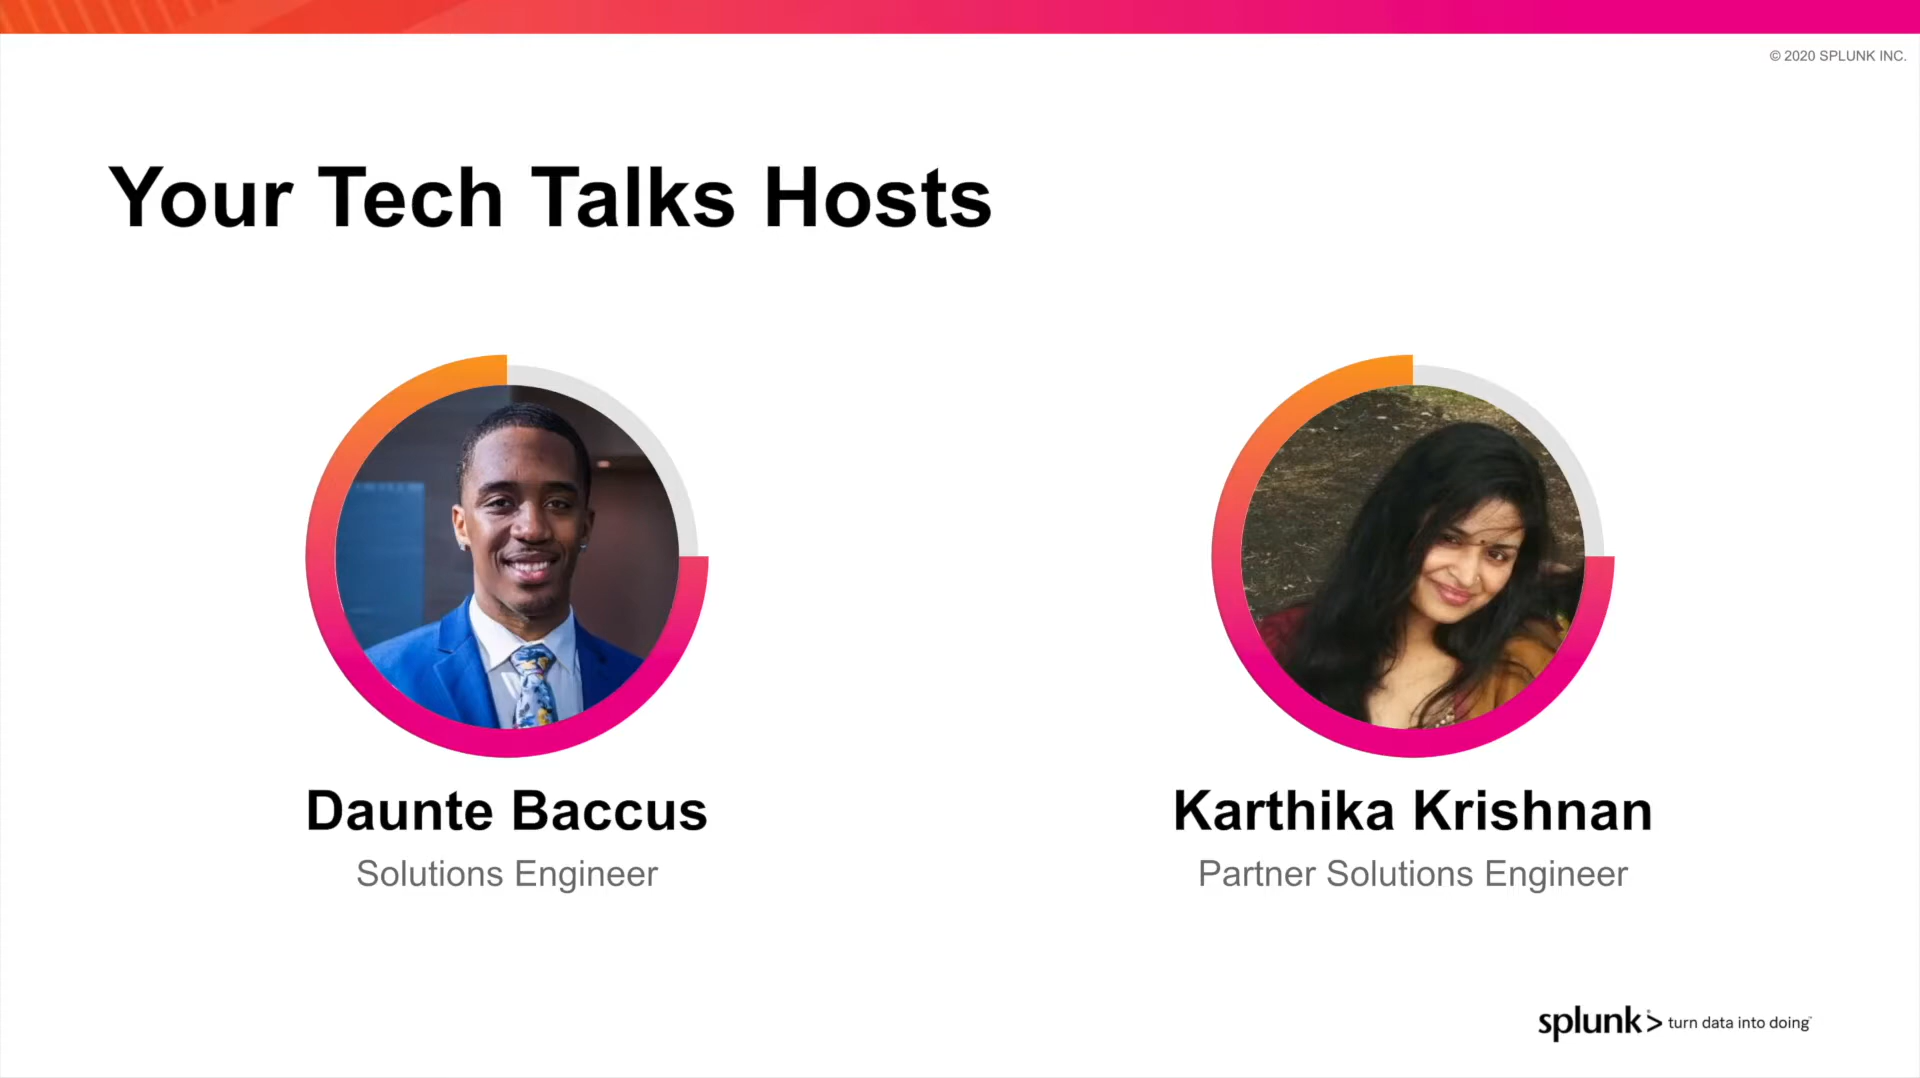 © 2020 SPLUNK INC.
Your Tech Talks Hosts
Daunte Baccus
Solutions Engineer
Karthika Krishnan
Partner Solutions Engineer
splunk> turn data into doing